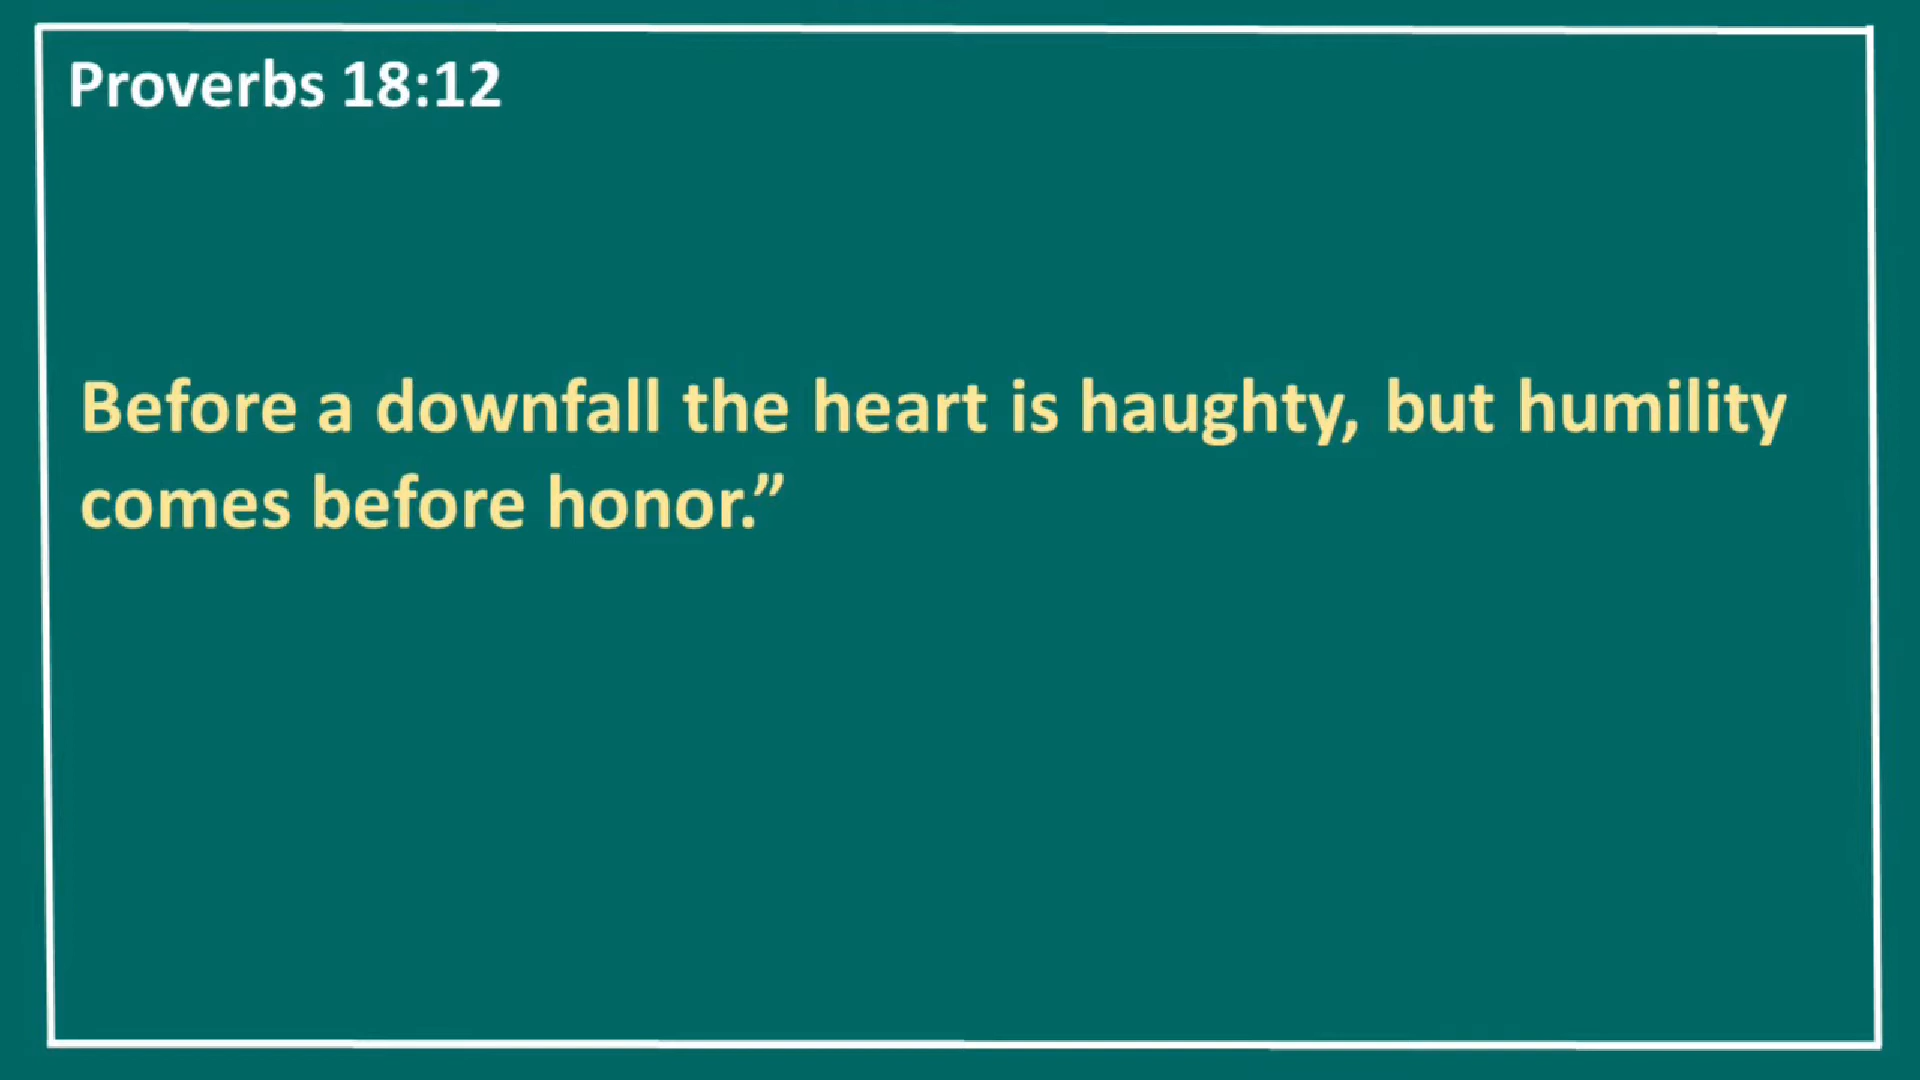 Proverbs 18:12
Before a downfall the heart is haughty, but humility
comes before honor.”